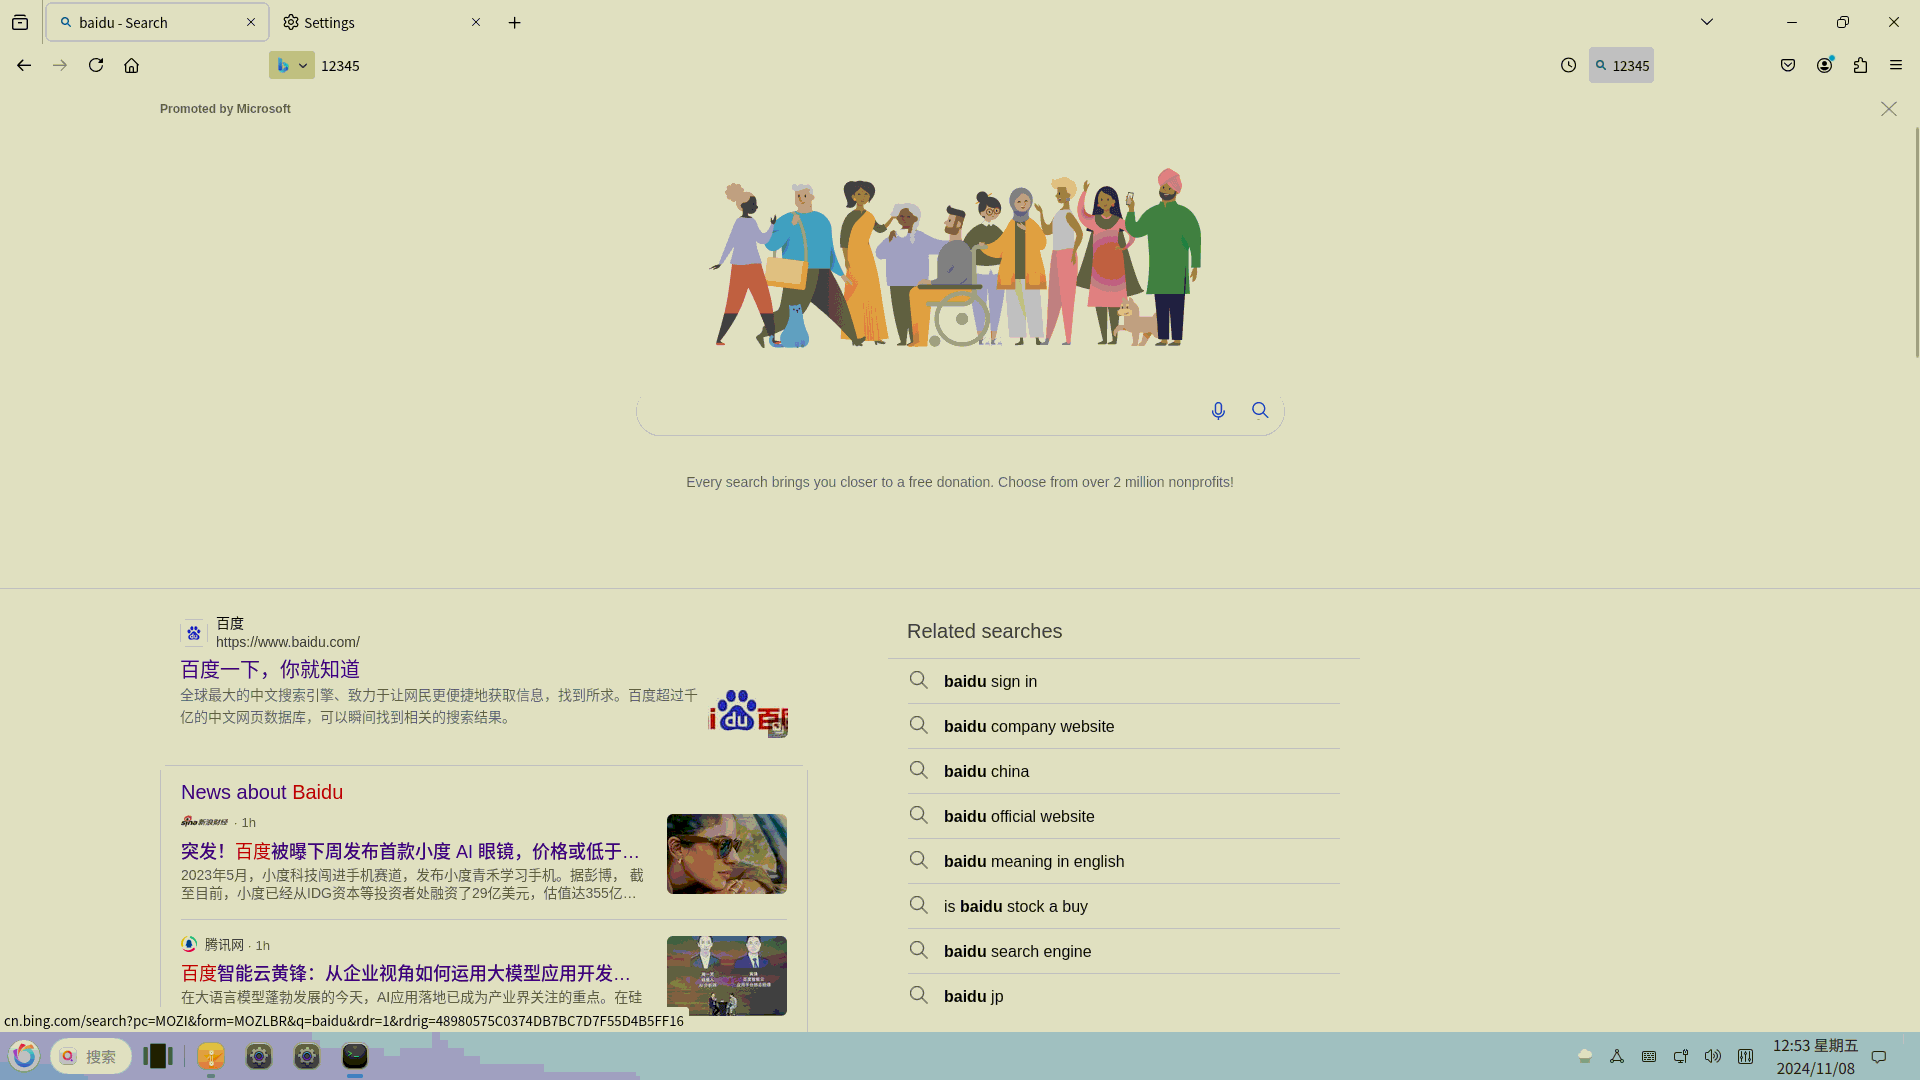 baidu - Search
Settings
12345
12345
Promoted by Microsoft
Every search brings you closer to a free donation. Choose from over 2 million nonprofits!
百度
https://www.baidu.com/
百度一下，你就知道
全球最大的中文搜索引擎、致力于让网民更便捷地获取信息，找到所求。百度超过千
亿的中文网页数据库，可以瞬间找到相关的搜索结果。
du 百度
News about Baidu
sina 新浪财经 · 1h
突发！百度被曝下周发布首款小度 AI 眼镜，价格或低于…
2023年5月，小度科技闯进手机赛道，发布小度青禾学习手机。据彭博， 截
至目前，小度已经从IDG资本等投资者处融资了29亿美元，估值达355亿…
腾讯网 · 1h
百度智能云黄锋：从企业视角如何运用大模型应用开发…
在大语言模型蓬勃发展的今天，AI应用落地已成为产业界关注的重点。在硅
Related searches
baidu sign in
baidu company website
baidu china
baidu official website
baidu meaning in english
is baidu stock a buy
baidu search engine
baidu jp
cn.bing.com/search?pc=MOZI&form=MOZLBR&q=baidu&rdr=1&rdrig=48980575C0374DB7BC7D7F55D4B5FF16
搜索
12:53 星期五
2024/11/08